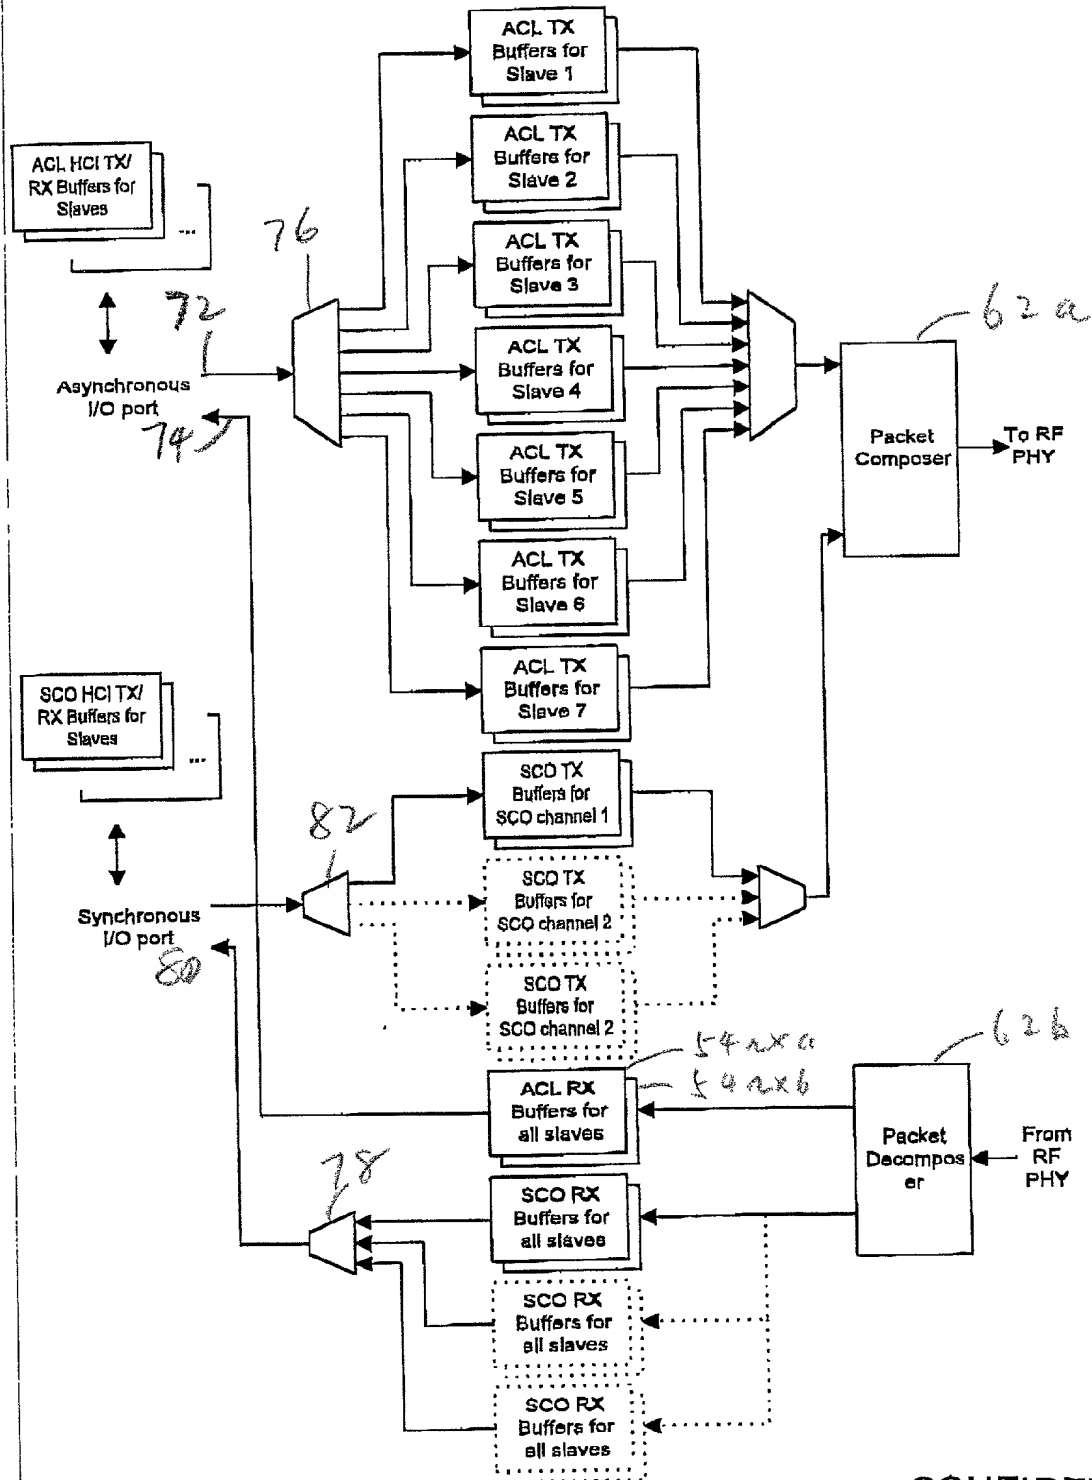 ACL TX
Buffers for
Slave 1
ACL TX
Buffers for
Slave 2
ACL HCI TX/
RX Buffers for
Slaves
...
76
ACL TX
Buffers for
Slave 3
72
62a
ACL TX
Buffers for
Slave 4
Asynchronous
I/O port
74
Packet
Composer
To RF
PHY
ACL TX
Buffers for
Slave 5
ACL TX
Buffers for
Slave 6
ACL TX
Buffers for
Slave 7
SCO HCI TX/
RX Buffers for
Slaves
...
SCO TX
Buffers for
SCO channel 1
82
SCO TX
Buffers for
SCO channel 2
Synchronous
I/O port
80
SCO TX
Buffers for
SCO channel 2
54rxa
54rxb
62b
ACL RX
Buffers for
all slaves
Packet
Decompos
er
From
RF
PHY
78
SCO RX
Buffers for
all slaves
SCO RX
Buffers for
all slaves
SCO RX
Buffers for
all slaves